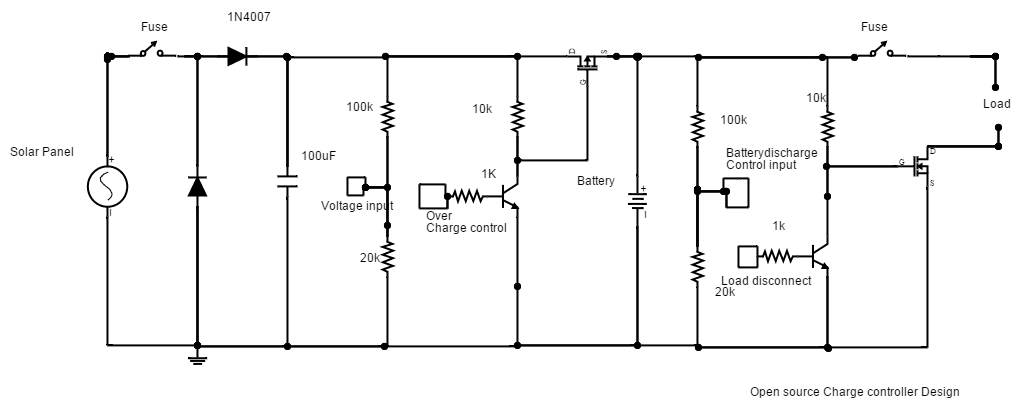 1N4007
Fuse
Fuse
D
S
G
100k
10k
10k
Load
100k
Solar Panel
+
100uF
1K
Battery
+
Batterydischarge
Control input
G
D
S
Voltage input
Over
Charge control
1k
20k
Load disconnect
20k
Open source Charge controller Design